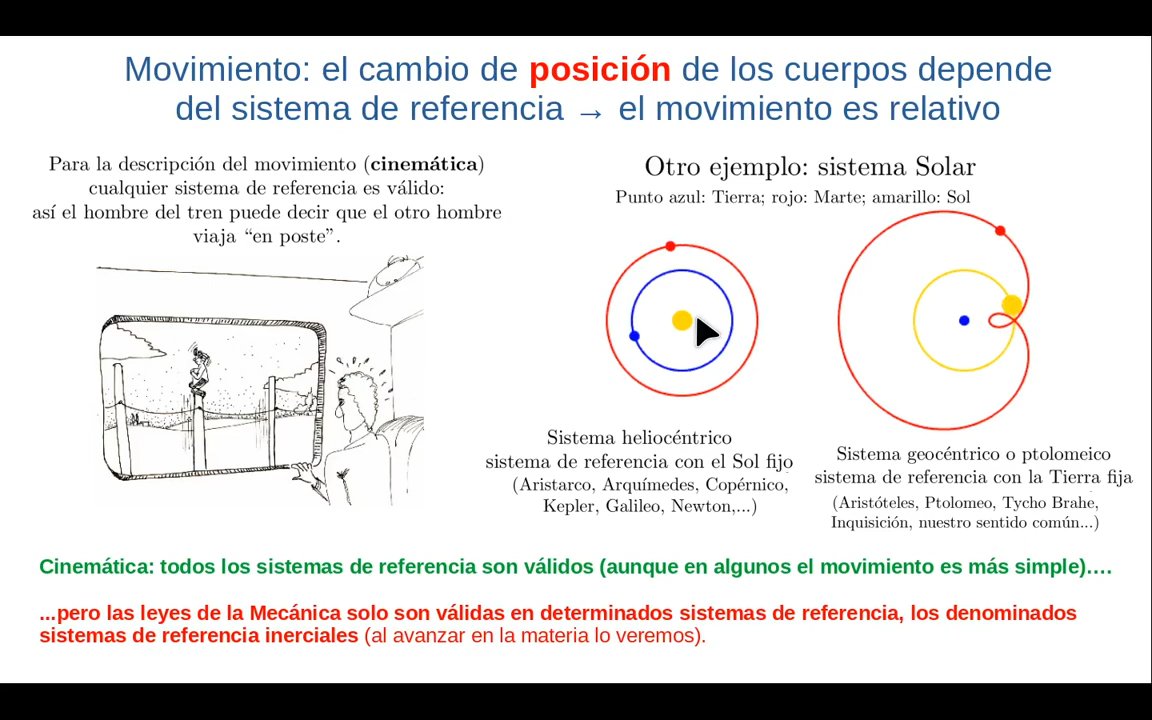 Movimiento: el cambio de posición de los cuerpos depende
del sistema de referencia → el movimiento es relativo
Para la descripción del movimiento (cinemática)
cualquier sistema de referencia es válido:
así el hombre del tren puede decir que el otro hombre
viaja “en poste”.
Otro ejemplo: sistema Solar
Punto azul: Tierra; rojo: Marte; amarillo: Sol
Sistema heliocéntrico
sistema de referencia con el Sol fijo
(Aristarco, Arquímedes, Copérnico,
Kepler, Galileo, Newton,...)
Sistema geocéntrico o ptolomeico
sistema de referencia con la Tierra fija
(Aristóteles, Ptolomeo, Tycho Brahe,
Inquisición, nuestro sentido común...)
Cinemática: todos los sistemas de referencia son válidos (aunque en algunos el movimiento es más simple)....
...pero las leyes de la Mecánica solo son válidas en determinados sistemas de referencia, los denominados
sistemas de referencia inerciales (al avanzar en la materia lo veremos).